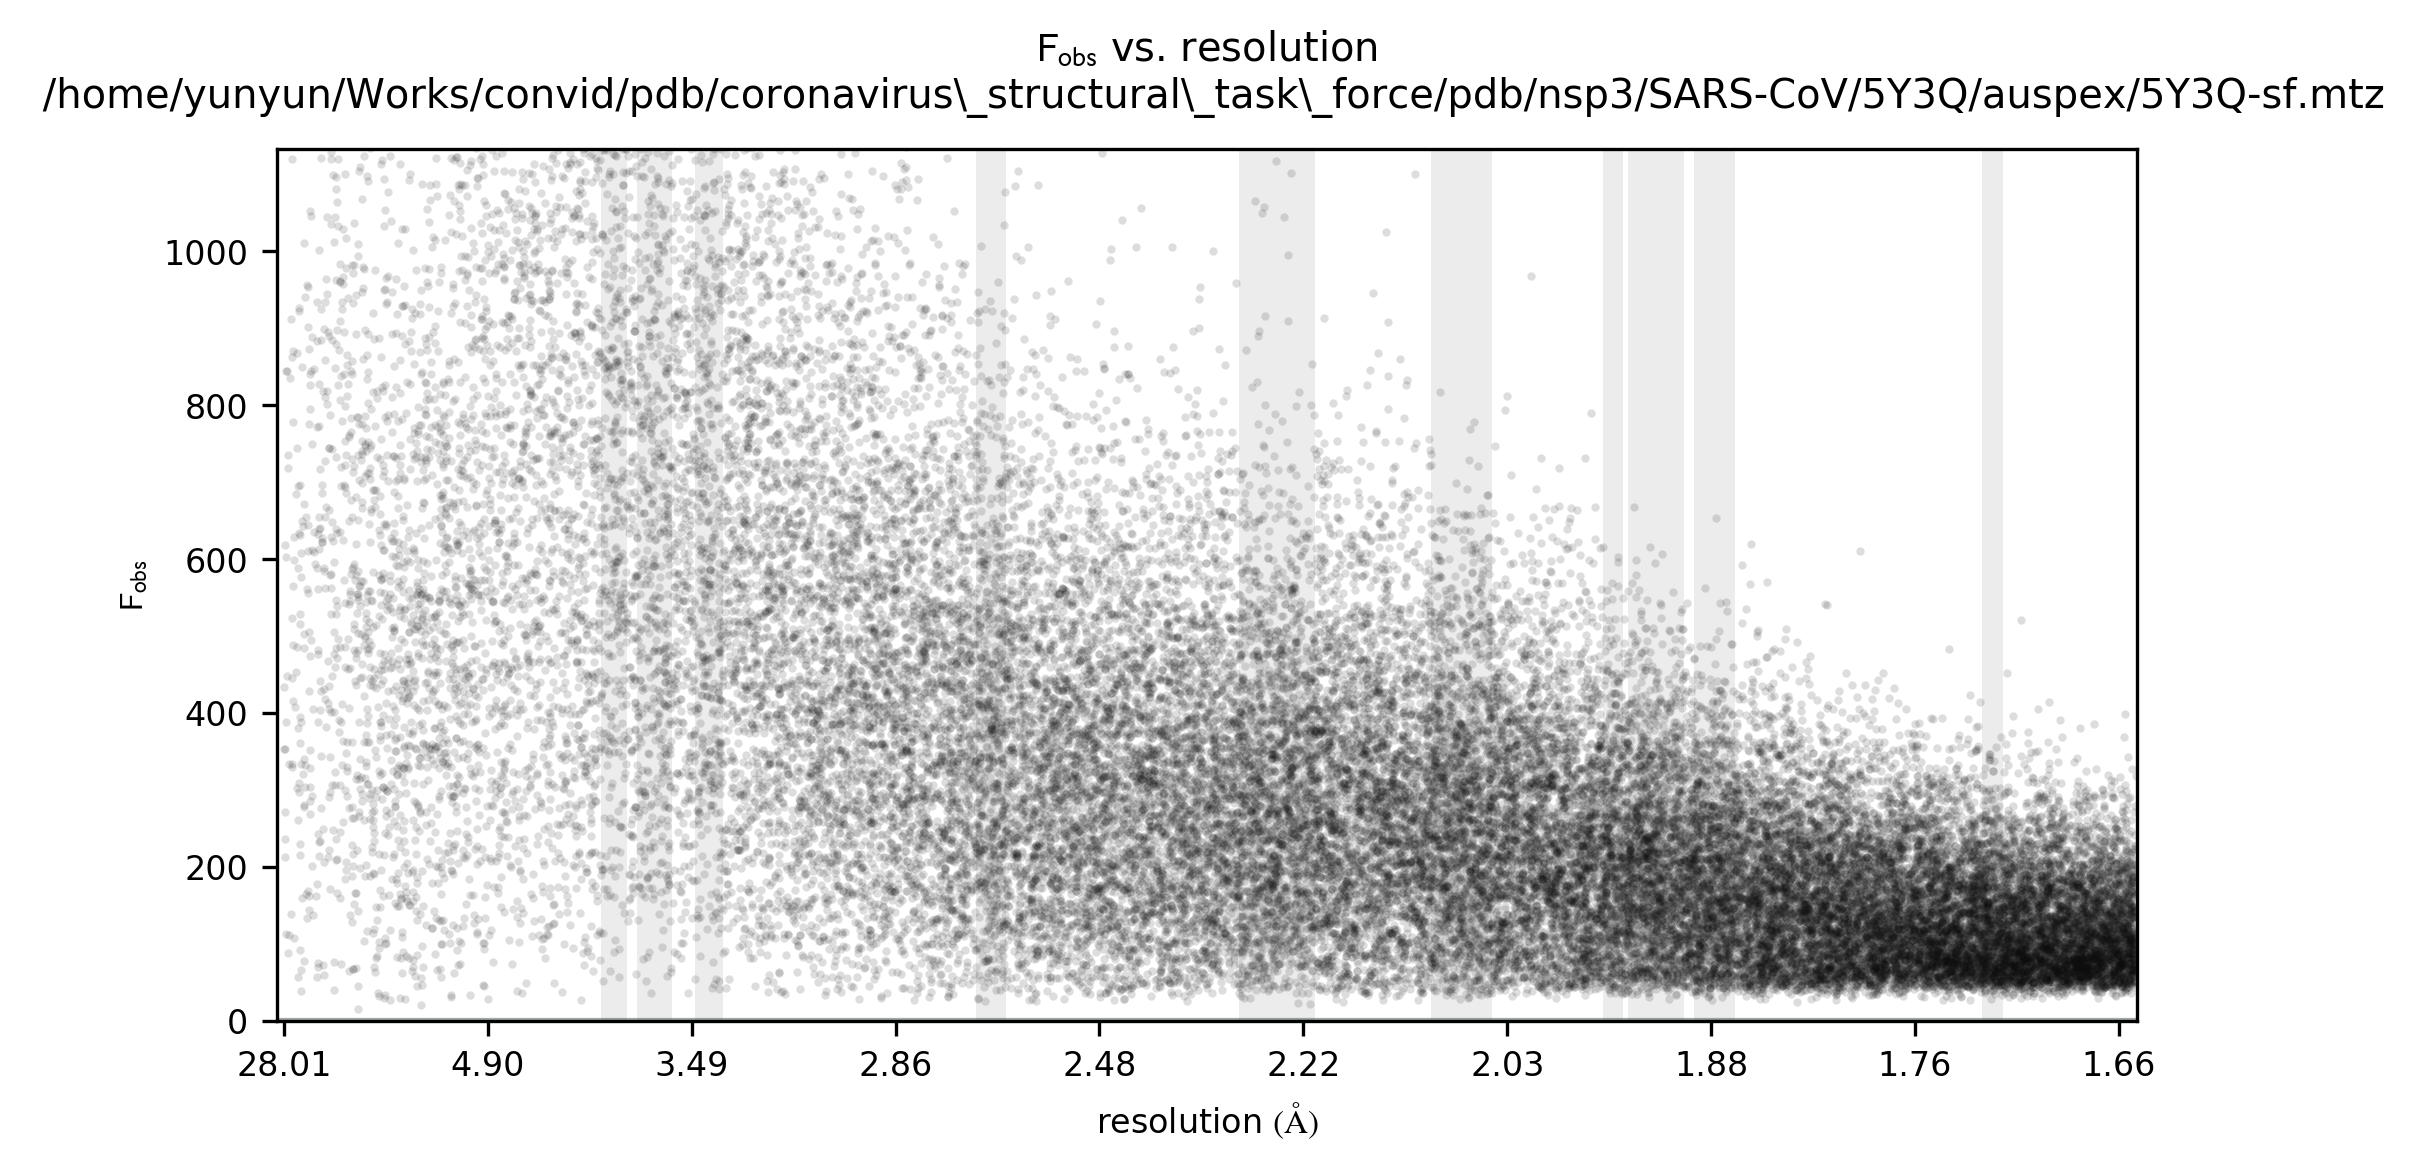 Fobs vs. resolution
/home/yunyun/Works/convid/pdb/coronavirus\_structural\_task\_force/pdb/nsp3/SARS-CoV/5Y3Q/auspex/5Y3Q-sf.mtz
Fobs
1000
800
600
400
200
0
28.01 4.90 3.49 2.86 2.48 2.22 2.03 1.88 1.76 1.66
resolution (Å)